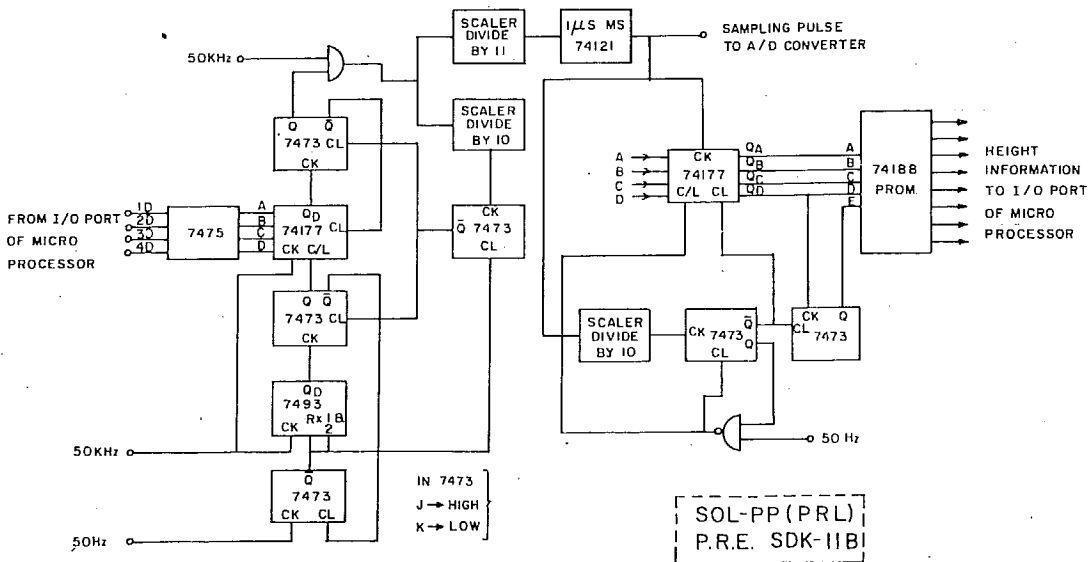 SCALER
DIVIDE
BY 11
1μS MS
74121
SAMPLING PULSE
TO A/D CONVERTER
50KHz
Q Q̄
7473
CL
CK
SCALER
DIVIDE
BY 10
A
B
C
D
CK
74177
C/L CL
QA
QB
QC
QD
A
B
C
D
E
74188
PROM.
HEIGHT
INFORMATION
TO I/O PORT
OF MICRO
PROCESSOR
FROM I/O PORT
OF MICRO
PROCESSOR
1D
2D
3D
4D
7475
A
B
C
D
QD
74177
CL
CK C/L
CK
Q̄ 7473
CL
Q Q̄
7473
CL
CK
SCALER
DIVIDE
BY 10
CK 7473
Q̄
Q
CL
CK Q
CL
7473
QD
7493
Rx 1&
2
CK
50KHz
50 Hz
Q̄
7473
CK CL
50Hz
IN 7473
J → HIGH
K → LOW
SOL-PP (PRL)
P.R.E. SDK-11B